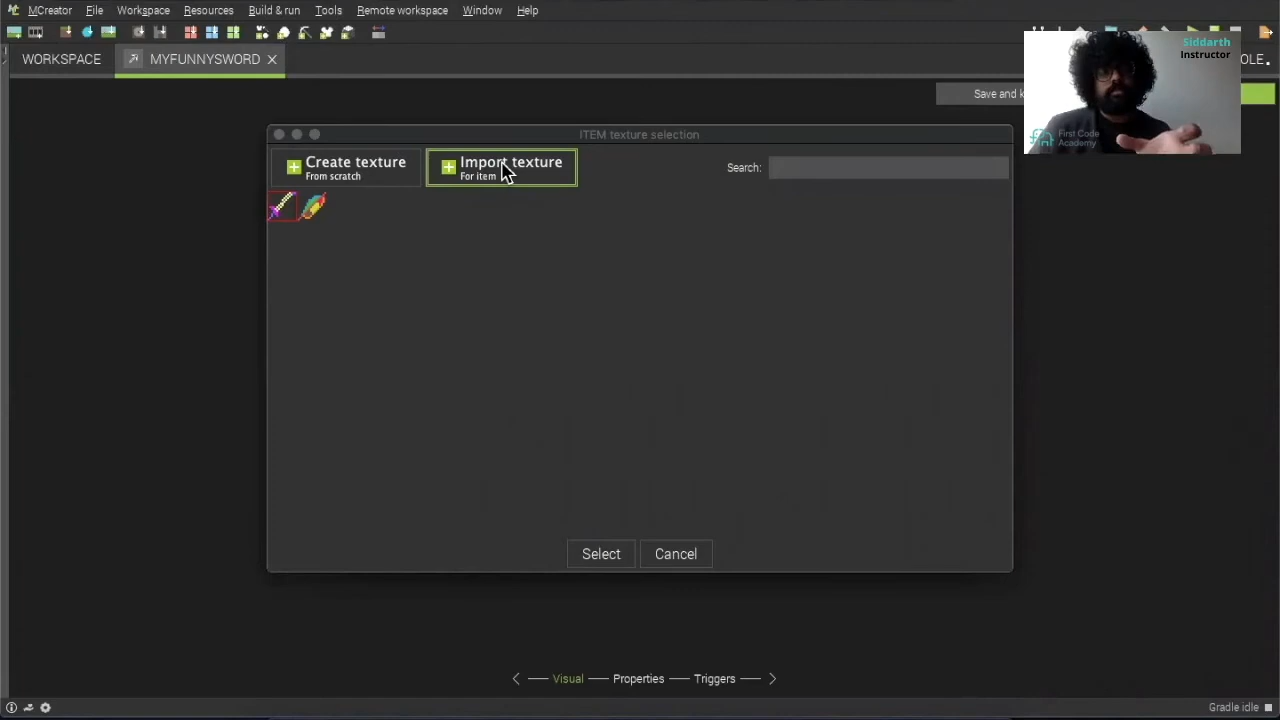 MCreator File Workspace Resources Build & run Tools Remote workspace Window Help
WORKSPACE MYFUNNYSWORD
Siddarth
Instructor
First Code
Academy
OLE.
Save and k
ITEM texture selection
Create texture
From scratch
Import texture
For item
Search:
Select Cancel
Visual Properties Triggers
Gradle idle